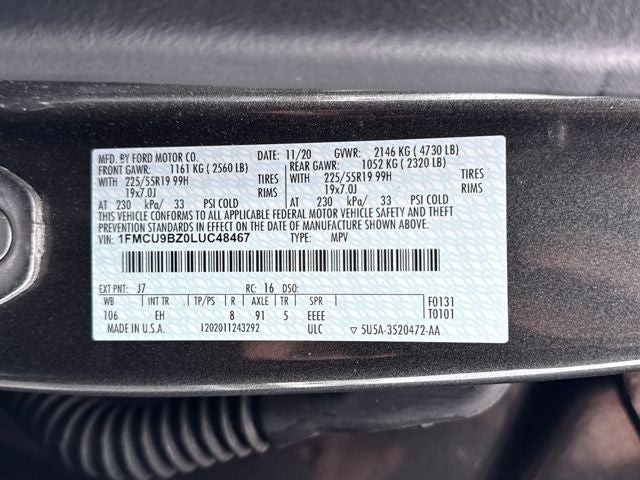 MFD. BY FORD MOTOR CO. 11/20 GVWR: 2146 KG ( 4730 LB)
FRONT GAWR: 1161 KG ( 2560 LB) REAR GAWR: 1052 KG ( 2320 LB)
WITH 225/55R19 99H TIRES WITH 225/55R19 99H TIRES
19x7.0J RIMS 19x7.0J RIMS
AT 230 kPa/ 33 PSI COLD AT 230 kPa/ 33 PSI COLD
THIS VEHICLE CONFORMS TO ALL APPLICABLE FEDERAL MOTOR VEHICLE SAFETY, BUMPER, AND THEFT
PREVENTION STANDARDS IN EFFECT ON THE DATE OF MANUFACTURE SHOWN ABOVE.
VIN: 1FMCU9BZ0LUC48467 TYPE: MPV
EXT PNT: J7 RC: 16 DSO:
WB INT TR TP/PS R AXLE TR SPR F0131
106 EH 8 91 5 EEEE T0101
MADE IN U.S.A. 1202011243292 ULC ▽ 5U5A-3520472-AA